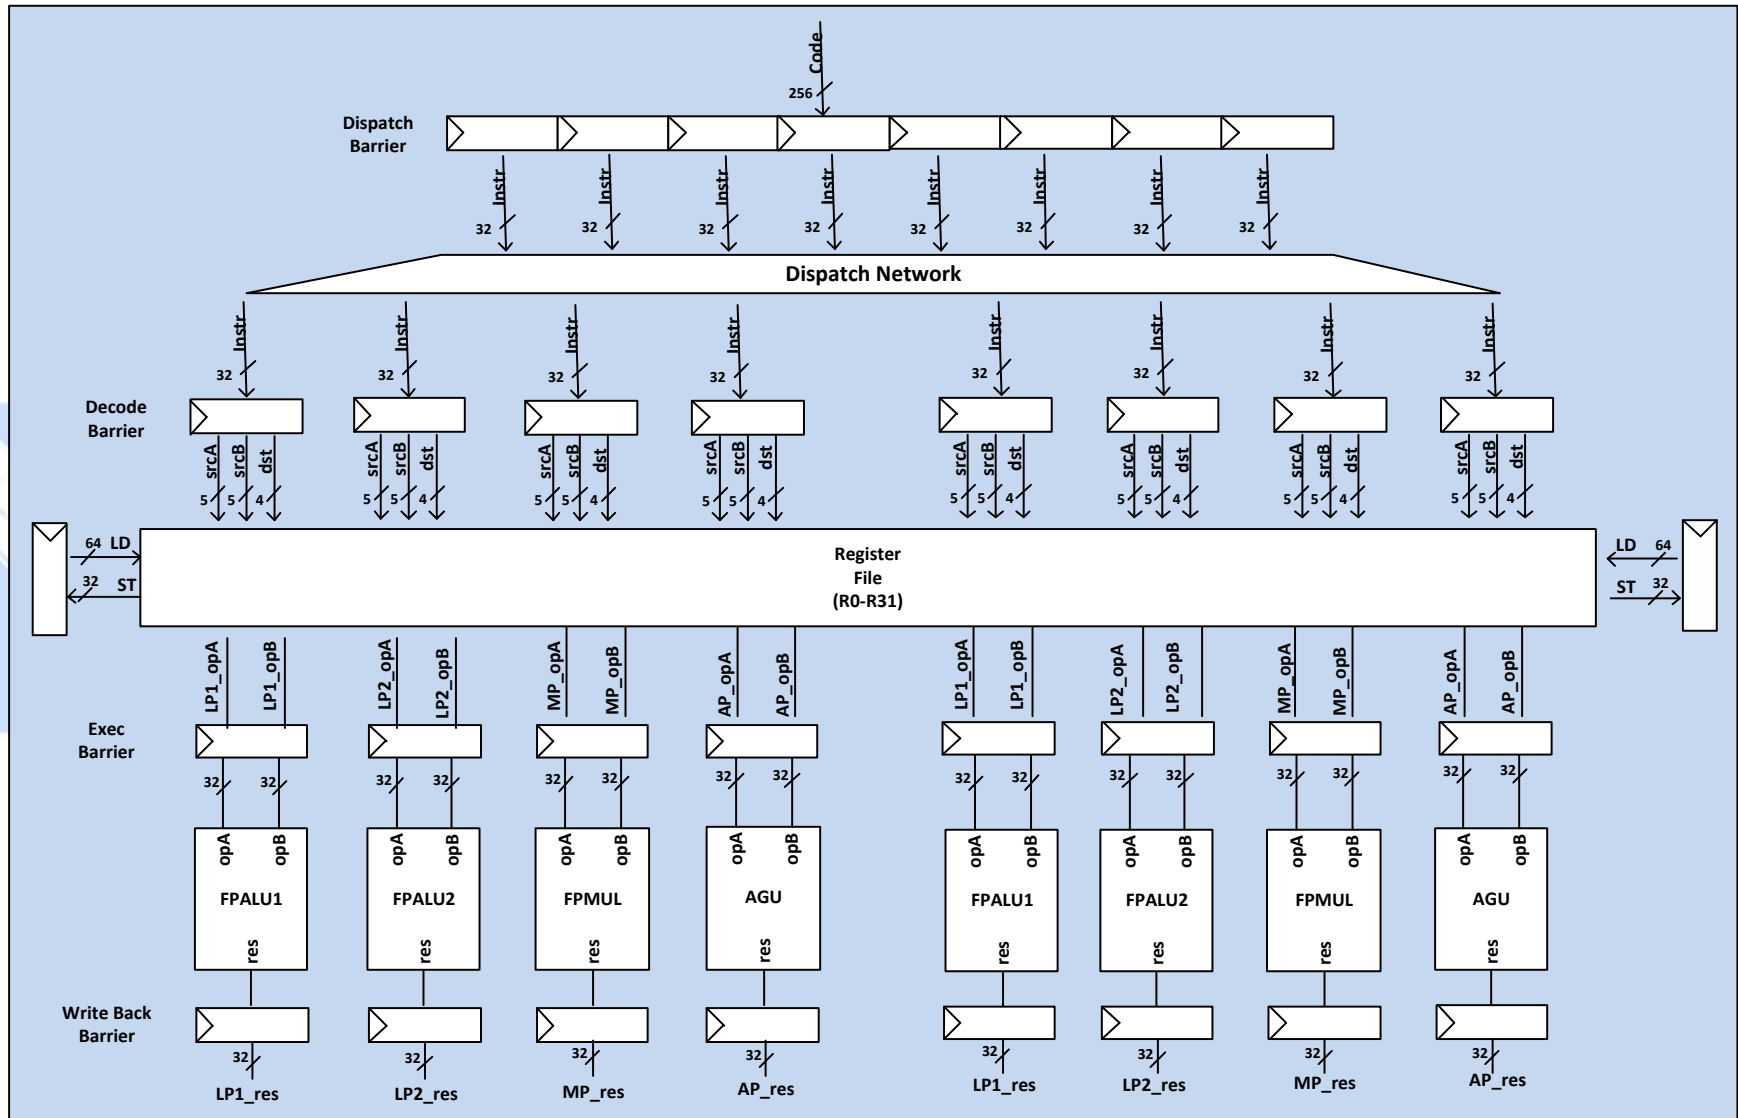 Code
256
Dispatch
Barrier
Instr Instr Instr Instr Instr Instr Instr Instr
32 32 32 32 32 32 32 32
Dispatch Network
Instr Instr Instr Instr Instr Instr Instr Instr
32 32 32 32 32 32 32 32
Decode
Barrier
srcA srcB dst srcA srcB dst srcA srcB dst srcA srcB dst srcA srcB dst srcA srcB dst srcA srcB dst srcA srcB dst
5 5 4 5 5 4 5 5 4 5 5 4 5 5 4 5 5 4 5 5 4 5 5 4
64 LD
32 ST
Register
File
(R0-R31)
LD 64
ST 32
LP1_opA LP1_opB LP2_opA LP2_opB MP_opA MP_opB AP_opA AP_opB LP1_opA LP1_opB LP2_opA LP2_opB MP_opA MP_opB AP_opA AP_opB
Exec
Barrier
32 32 32 32 32 32 32 32 32 32 32 32 32 32 32 32
opA opB opA opB opA opB opA opB opA opB opA opB opA opB opA opB
FPALU1 FPALU2 FPMUL AGU FPALU1 FPALU2 FPMUL AGU
res res res res res res res res
Write Back
Barrier
32 32 32 32 32 32 32 32
LP1_res LP2_res MP_res AP_res LP1_res LP2_res MP_res AP_res